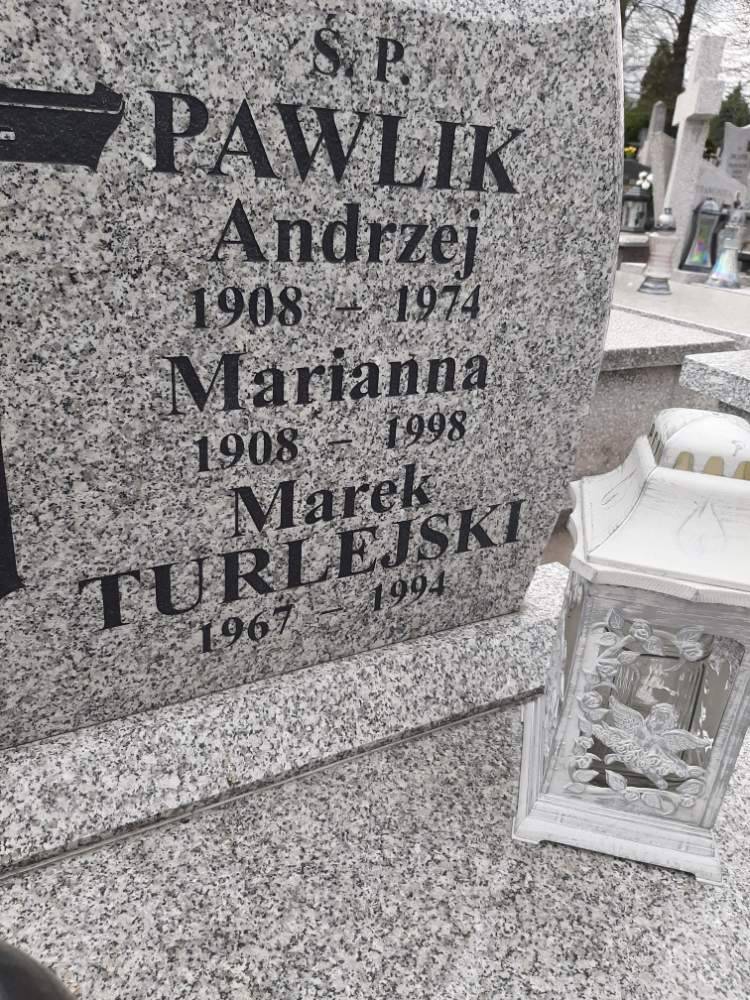 Ś. P.
PAWLIK
Andrzej
1908 – 1974
Marianna
1908 – 1998
Marek
TURLEJSKI
1967 – 1994